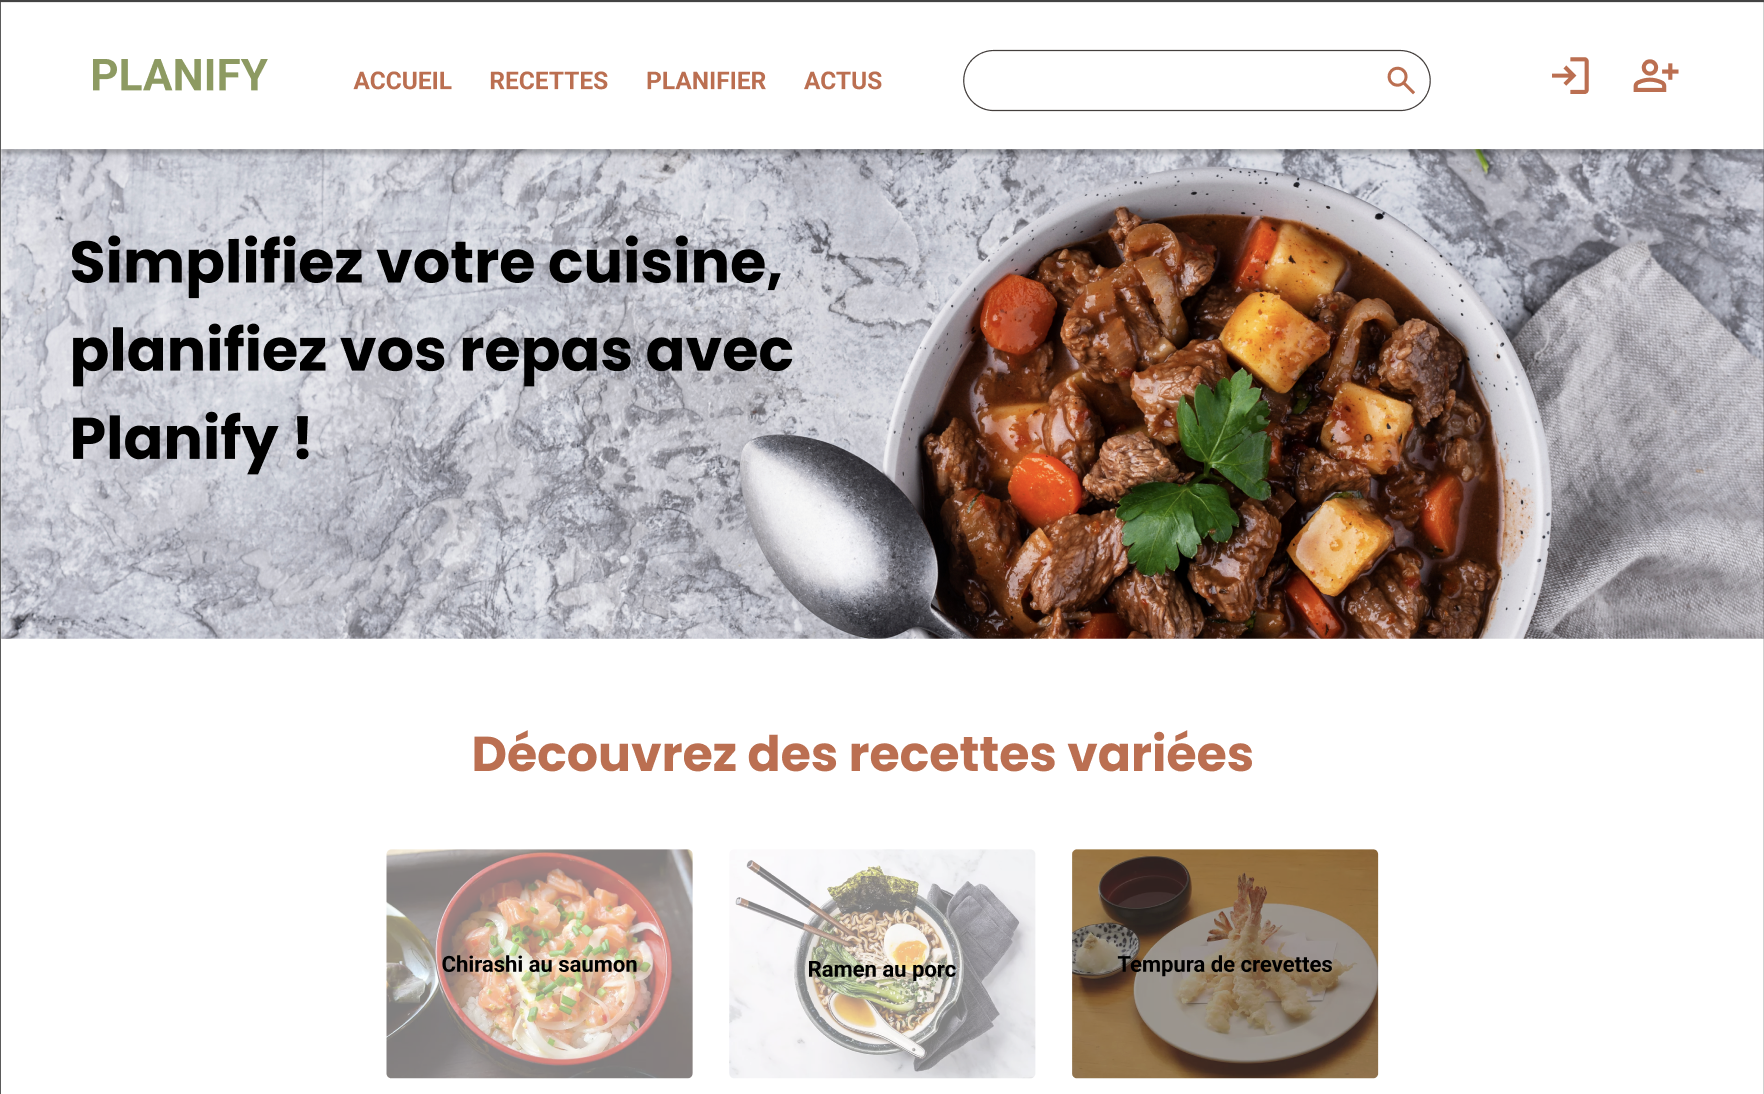 PLANIFY
ACCUEIL RECETTES PLANIFIER ACTUS
Simplifiez votre cuisine,
planifiez vos repas avec
Planify !
Découvrez des recettes variées
Chirashi au saumon
Ramen au porc
Tempura de crevettes